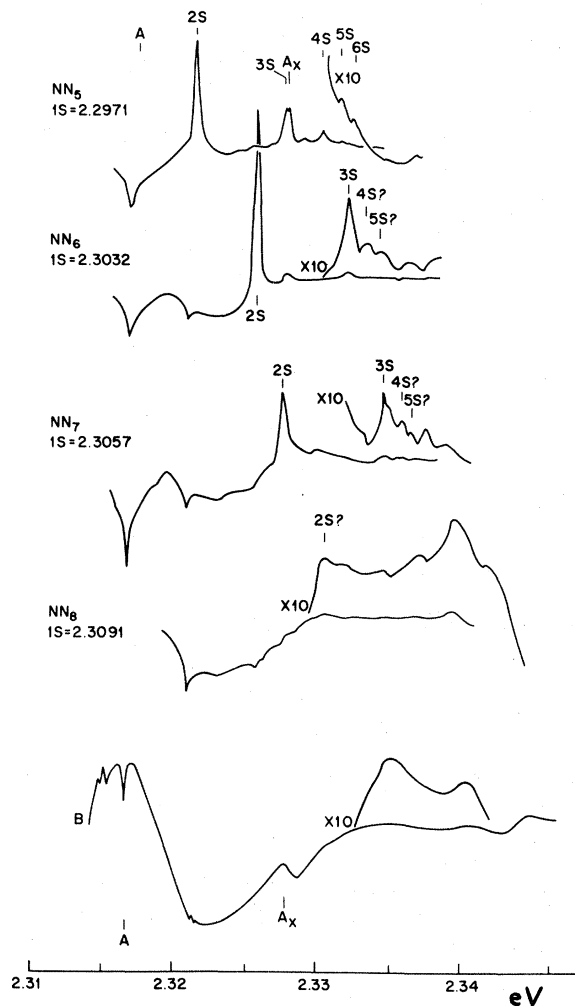 A
2S
3S
Aₓ
4S
5S
6S
X10
NN₅
1S=2.2971
3S
4S?
5S?
NN₆
1S=2.3032
X10
2S
2S
3S
4S?
5S?
X10
NN₇
1S=2.3057
2S?
X10
NN₈
1S=2.3091
B
X10
A
Aₓ
2.31
2.32
2.33
2.34
eV